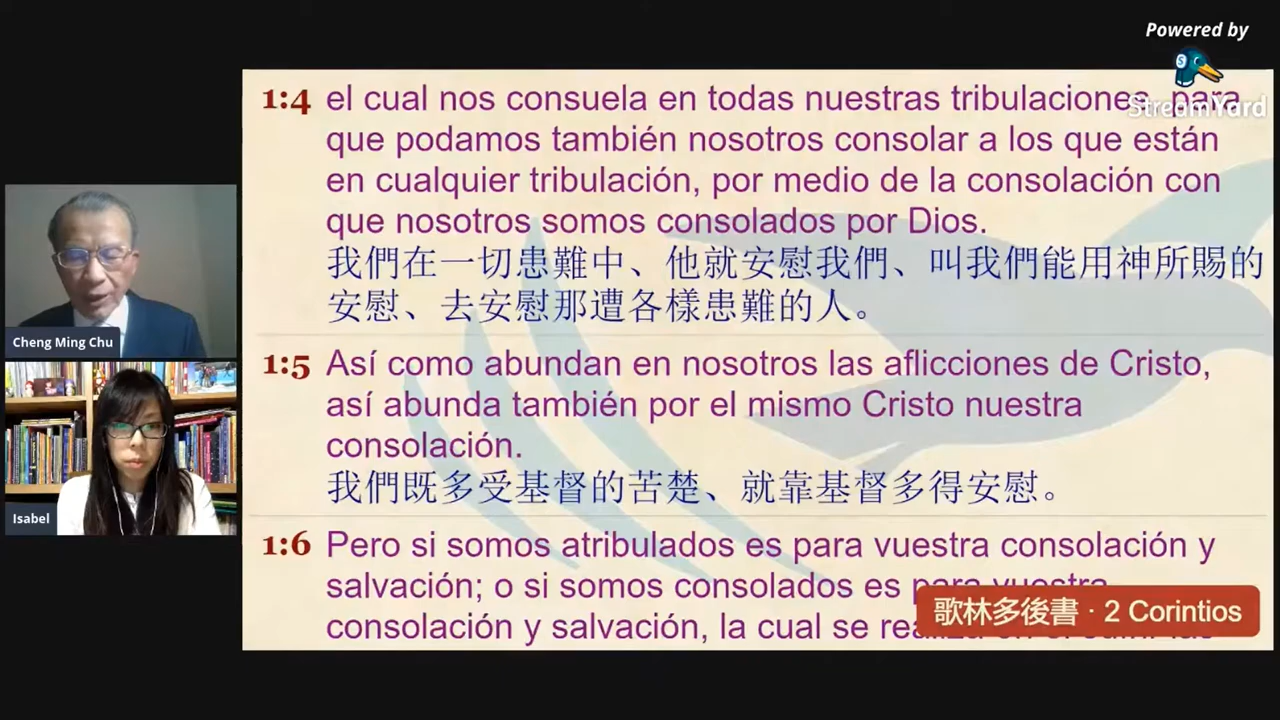 Powered by
StreamYard
1:4 el cual nos consuela en todas nuestras tribulaciones, para
que podamos también nosotros consolar a los que están
en cualquier tribulación, por medio de la consolación con
que nosotros somos consolados por Dios.
我們在一切患難中、他就安慰我們、叫我們能用神所賜的
安慰、去安慰那遭各樣患難的人。
1:5 Así como abundan en nosotros las aflicciones de Cristo,
así abunda también por el mismo Cristo nuestra
consolación.
我們既多受基督的苦楚、就靠基督多得安慰。
1:6 Pero si somos atribulados es para vuestra consolación y
salvación; o si somos consolados es para vuestra
consolación y salvación, la cual se
歌林多後書 · 2 Corintios
Cheng Ming Chu
Isabel